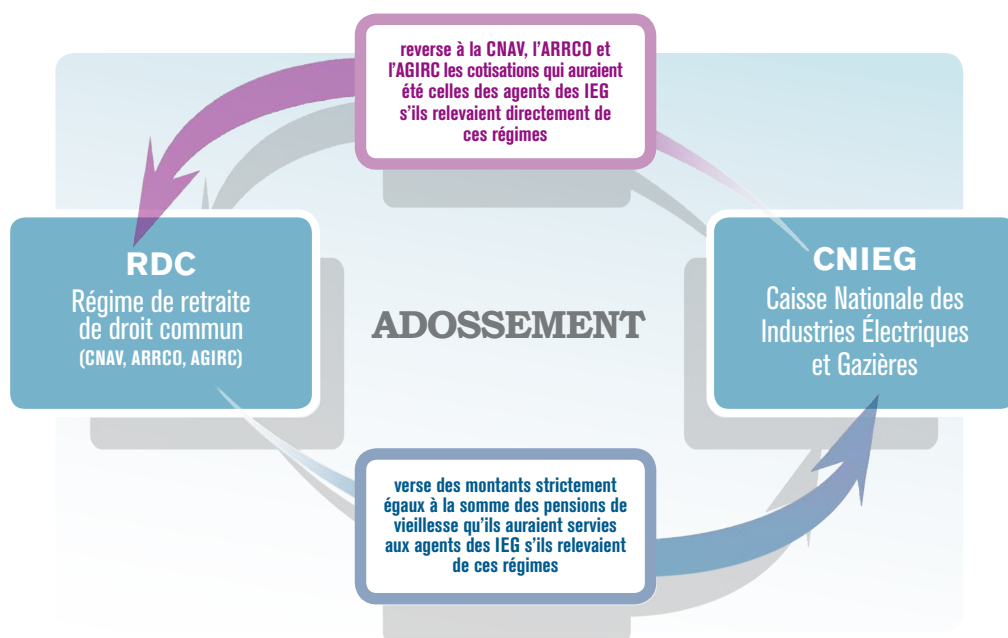 reverse à la CNAV, l'ARRCO et
l'AGIRC les cotisations qui auraient
été celles des agents des IEG
s'ils relevaient directement de
ces régimes
RDC
Régime de retraite
de droit commun
(CNAV, ARRCO, AGIRC)
ADOSSEMENT
CNIEG
Caisse Nationale des
Industries Électriques
et Gazières
verse des montants strictement
égaux à la somme des pensions de
vieillesse qu'ils auraient servies
aux agents des IEG s'ils relevaient
de ces régimes